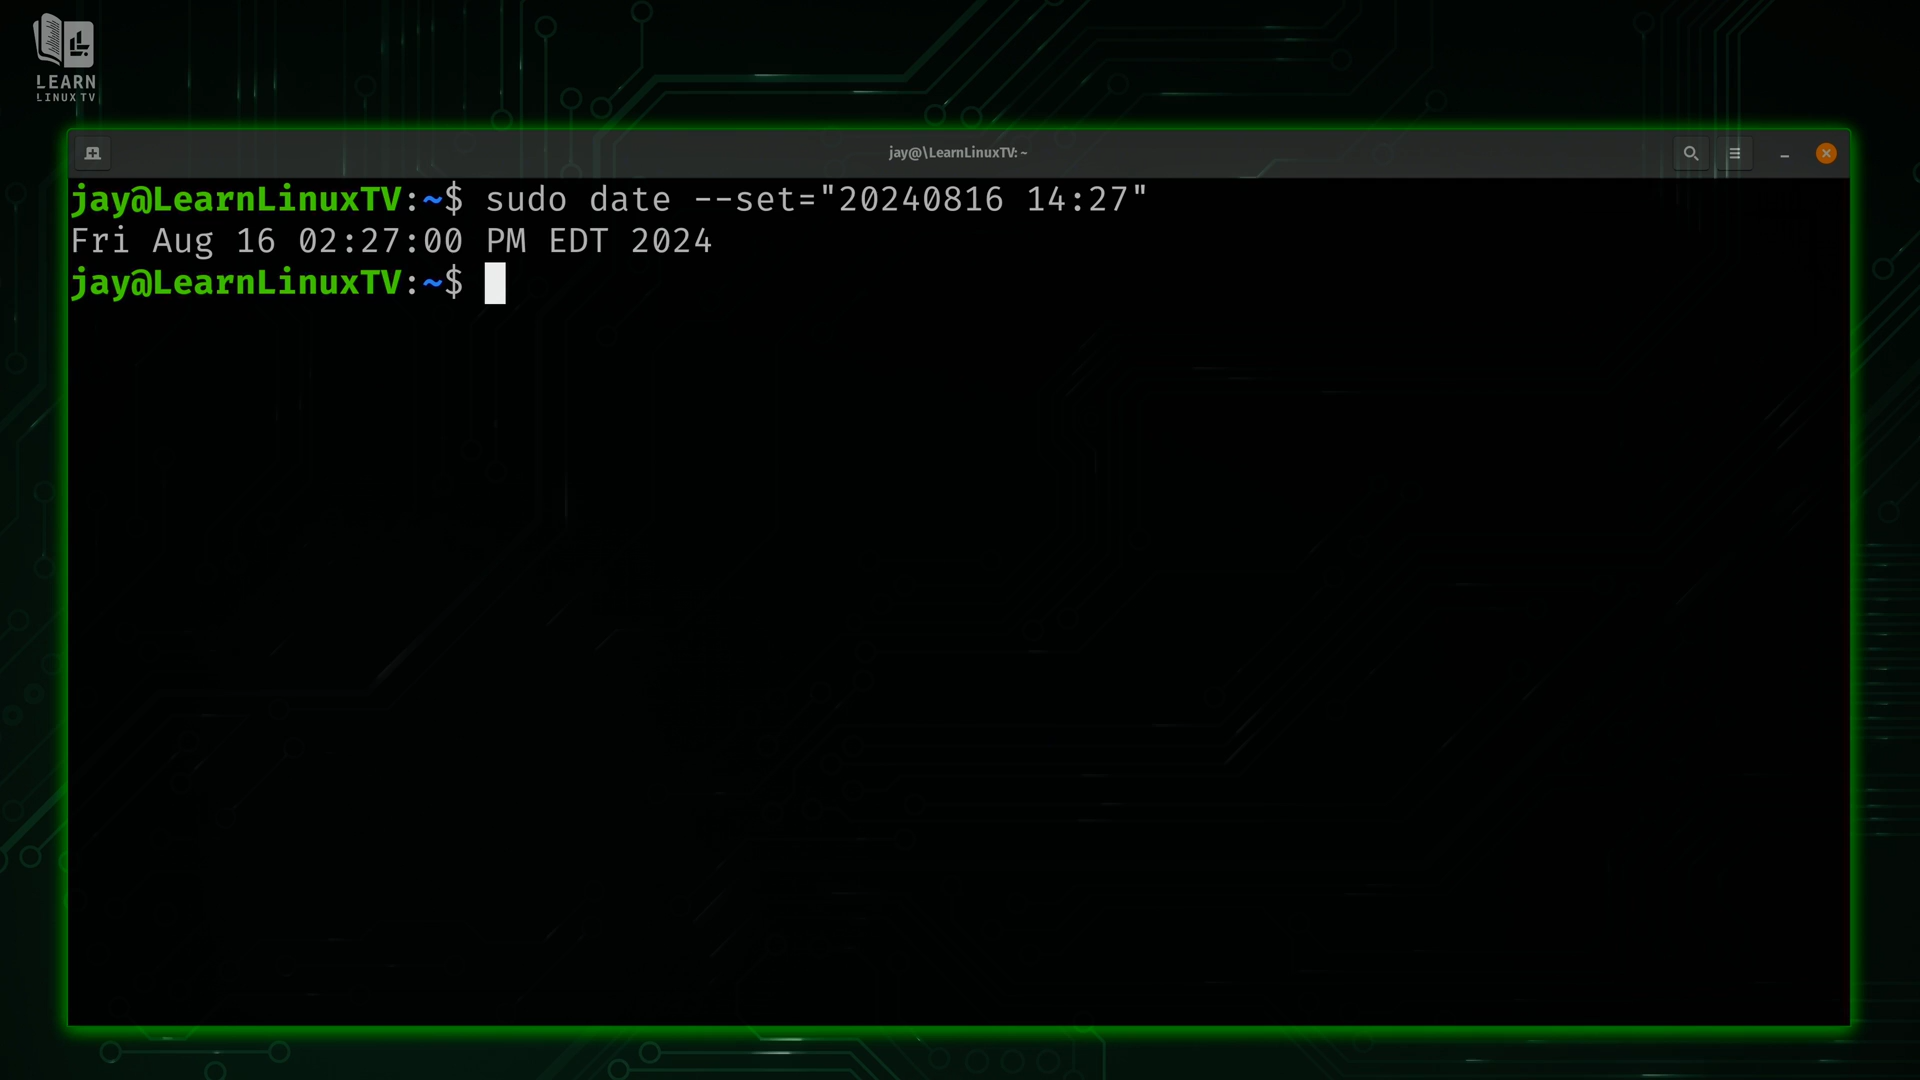 LEARN
LINUX TV
jay@\LearnLinuxTV: ~
jay@LearnLinuxTV:~$ sudo date --set="20240816 14:27"
Fri Aug 16 02:27:00 PM EDT 2024
jay@LearnLinuxTV:~$